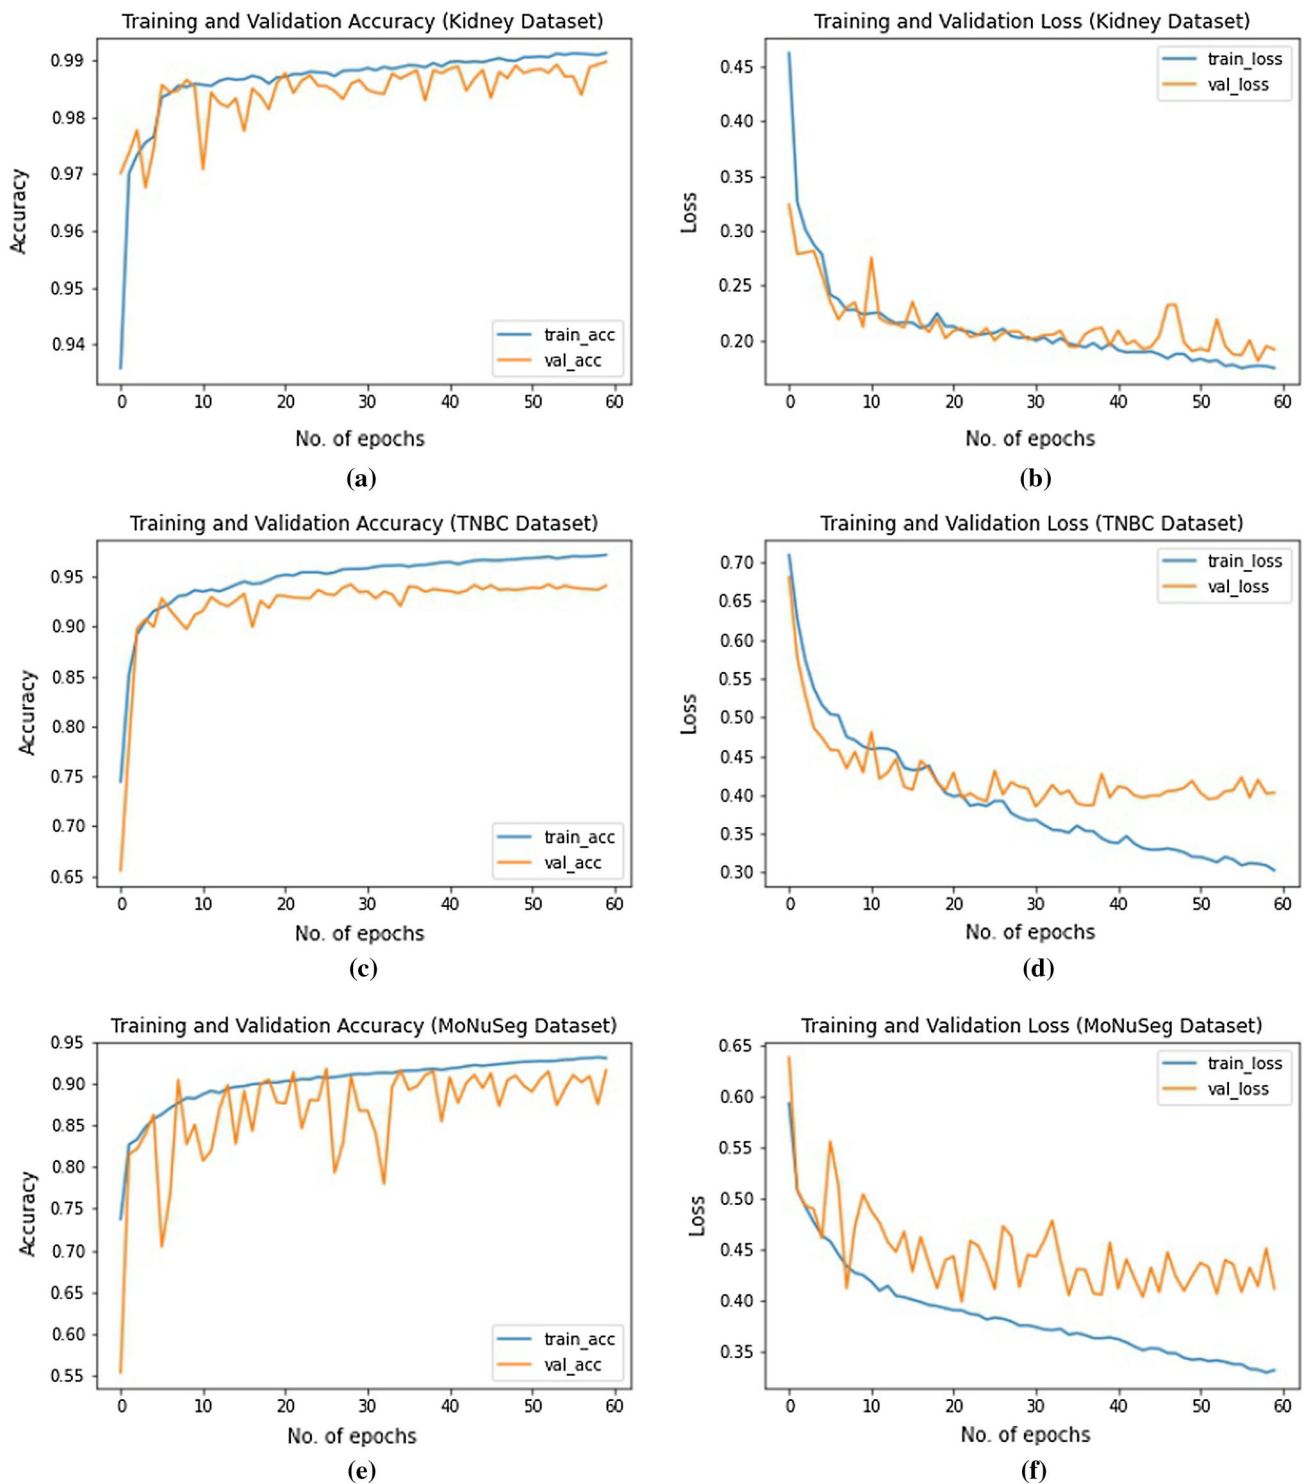 Training and Validation Accuracy (Kidney Dataset)
0.99
0.98
0.97
0.96
0.95
0.94
Accuracy
train_acc
val_acc
0 10 20 30 40 50 60
No. of epochs
(a)
Training and Validation Loss (Kidney Dataset)
0.45
0.40
0.35
0.30
0.25
0.20
Loss
train_loss
val_loss
0 10 20 30 40 50 60
No. of epochs
(b)
Training and Validation Accuracy (TNBC Dataset)
0.95
0.90
0.85
0.80
0.75
0.70
0.65
Accuracy
train_acc
val_acc
0 10 20 30 40 50 60
No. of epochs
(c)
Training and Validation Loss (TNBC Dataset)
0.70
0.65
0.60
0.55
0.50
0.45
0.40
0.35
0.30
Loss
train_loss
val_loss
0 10 20 30 40 50 60
No. of epochs
(d)
Training and Validation Accuracy (MoNuSeg Dataset)
0.95
0.90
0.85
0.80
0.75
0.70
0.65
0.60
0.55
Accuracy
train_acc
val_acc
0 10 20 30 40 50 60
No. of epochs
(e)
Training and Validation Loss (MoNuSeg Dataset)
0.65
0.60
0.55
0.50
0.45
0.40
0.35
Loss
train_loss
val_loss
0 10 20 30 40 50 60
No. of epochs
(f)